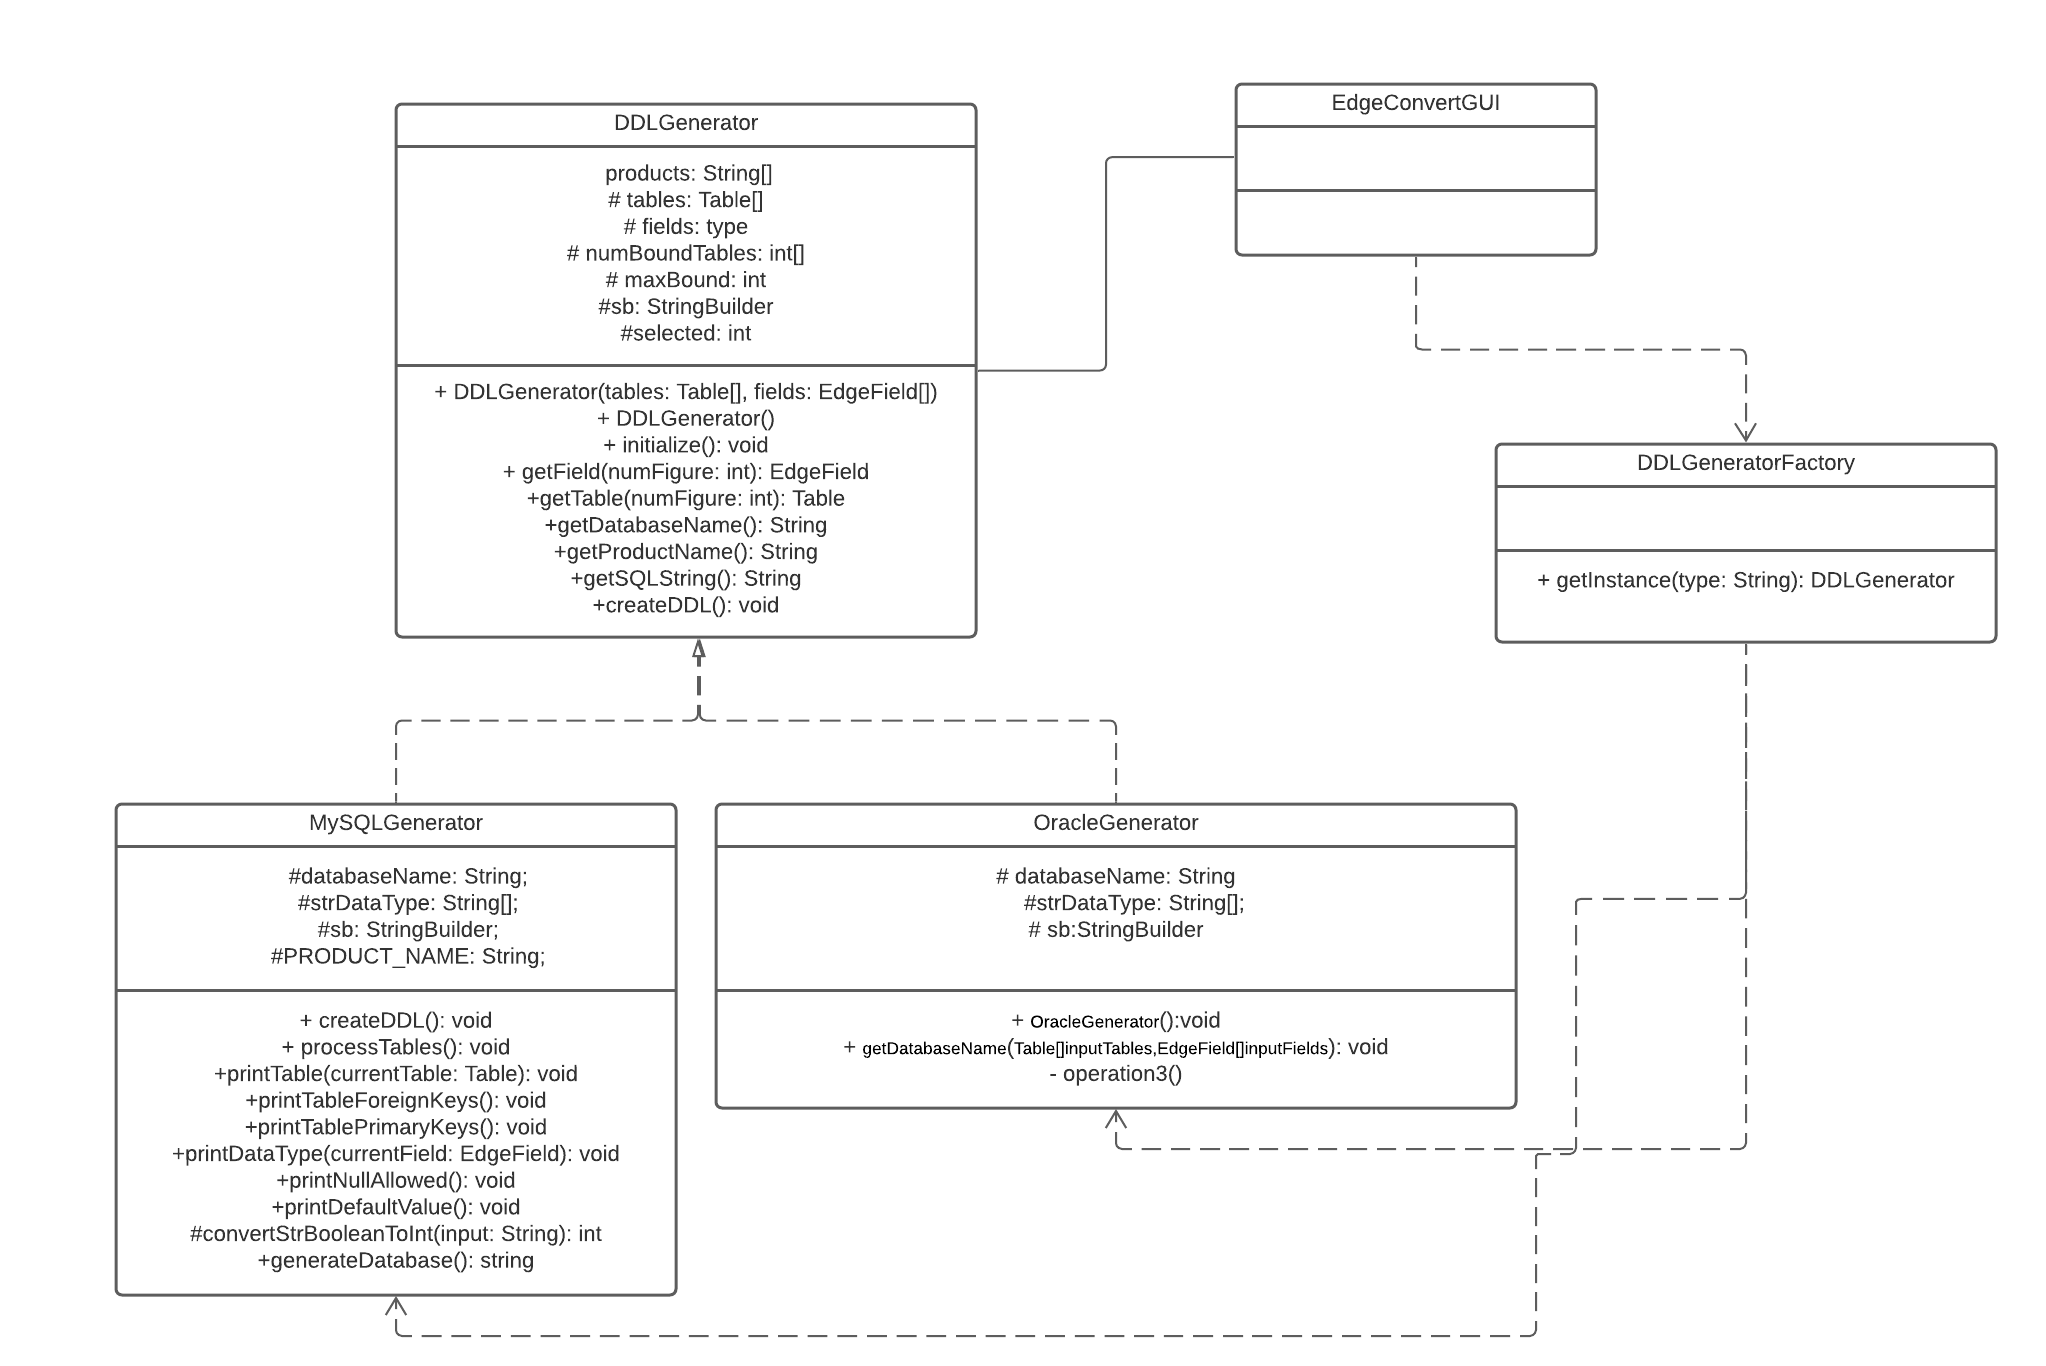 DDLGenerator
products: String[]
# tables: Table[]
# fields: type
# numBoundTables: int[]
# maxBound: int
#sb: StringBuilder
#selected: int
+ DDLGenerator(tables: Table[], fields: EdgeField[])
+ DDLGenerator()
+ initialize(): void
+ getField(numFigure: int): EdgeField
+getTable(numFigure: int): Table
+getDatabaseName(): String
+getProductName(): String
+getSQLString(): String
+createDDL(): void
EdgeConvertGUI
DDLGeneratorFactory
+ getInstance(type: String): DDLGenerator
MySQLGenerator
#databaseName: String;
#strDataType: String[];
#sb: StringBuilder;
#PRODUCT_NAME: String;
+ createDDL(): void
+ processTables(): void
+printTable(currentTable: Table): void
+printTableForeignKeys(): void
+printTablePrimaryKeys(): void
+printDataType(currentField: EdgeField): void
+printNullAllowed(): void
+printDefaultValue(): void
#convertStrBooleanToInt(input: String): int
+generateDatabase(): string
OracleGenerator
# databaseName: String
#strDataType: String[];
# sb:StringBuilder
+ OracleGenerator():void
+ getDatabaseName(Table[]inputTables,EdgeField[]inputFields): void
- operation3()